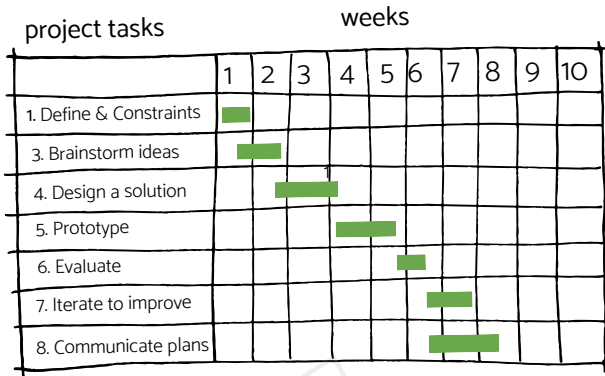 project tasks
weeks
1 2 3 4 5 6 7 8 9 10
1. Define & Constraints
3. Brainstorm ideas
1
4. Design a solution
5. Prototype
6. Evaluate
7. Iterate to improve
8. Communicate plans